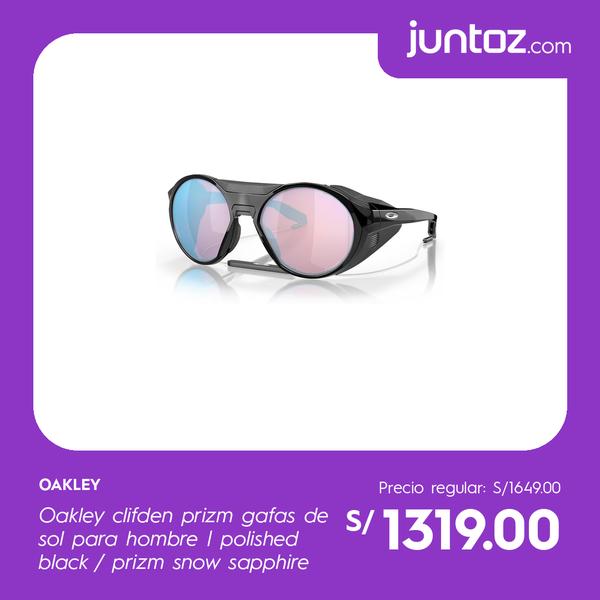 juntoz.com
OAKLEY
Oakley clifden prizm gafas de
sol para hombre | polished
black / prizm snow sapphire
Precio regular: S/1649.00
S/ 1319.00